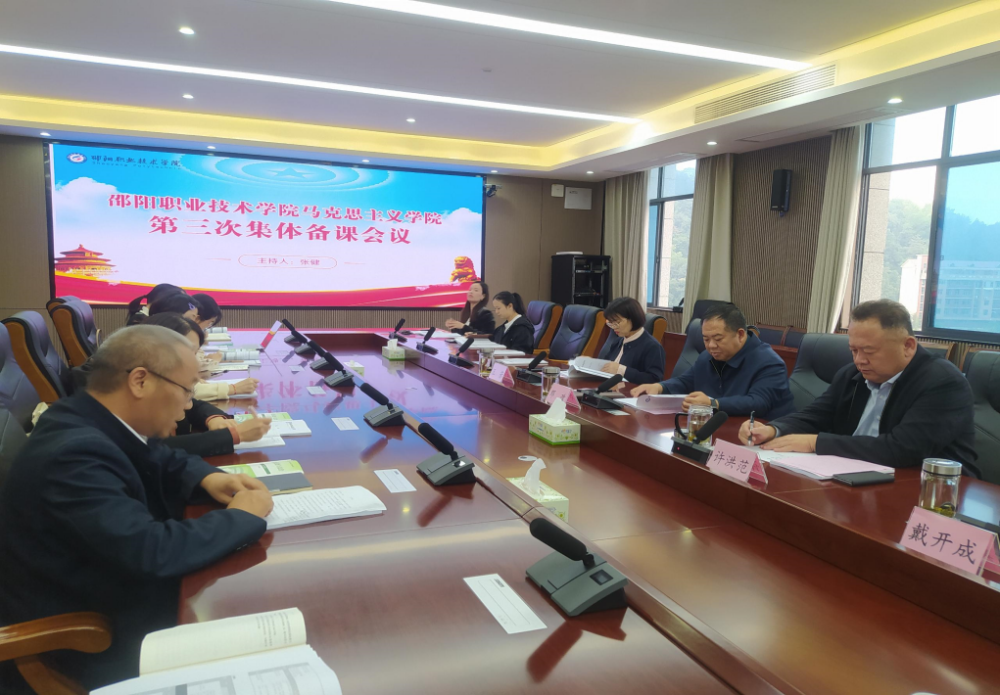 邵阳职业技术学院
邵阳职业技术学院马克思主义学院
第三次集体备课会议
主持人：张健
许洪范
戴开成